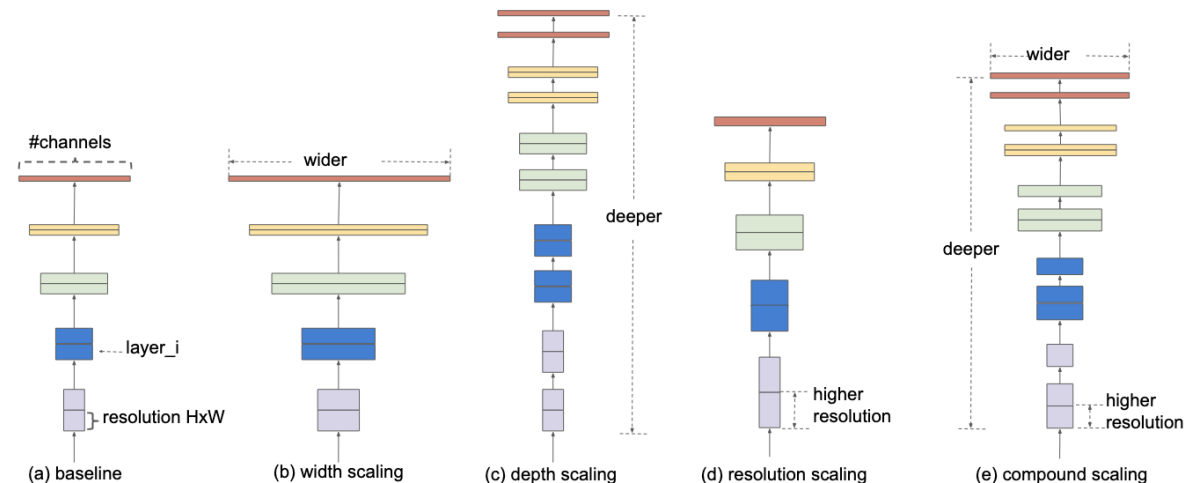 #channels
layer_i
resolution HxW
(a) baseline
wider
(b) width scaling
deeper
(c) depth scaling
higher
resolution
(d) resolution scaling
wider
deeper
higher
resolution
(e) compound scaling